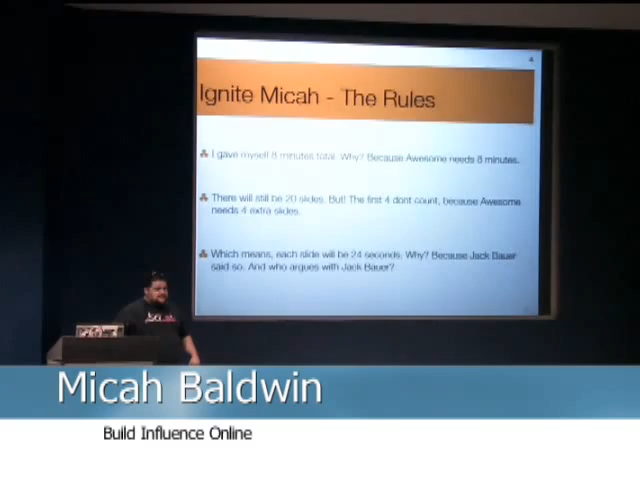 4
Ignite Micah - The Rules
I gave myself 8 minutes total. Why? Because Awesome needs 8 minutes.
There will still be 20 slides. But! The first 4 dont count, because Awesome
needs 4 extra slides.
Which means, each slide will be 24 seconds. Why? Because Jack Bauer
said so. And who argues with Jack Bauer?
Micah Baldwin
Build Influence Online